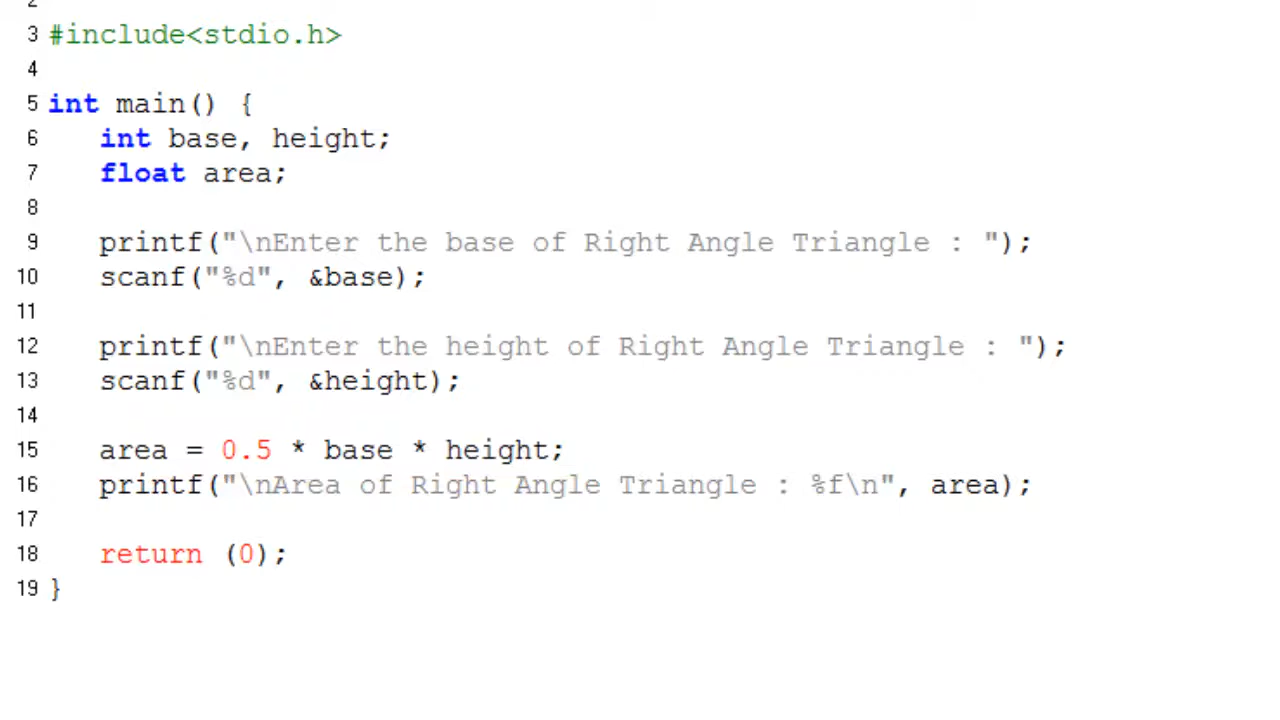 2
3 #include<stdio.h>
4
5 int main() {
6    int base, height;
7    float area;
8
9    printf("\nEnter the base of Right Angle Triangle : ");
10    scanf("%d", &base);
11
12    printf("\nEnter the height of Right Angle Triangle : ");
13    scanf("%d", &height);
14
15    area = 0.5 * base * height;
16    printf("\nArea of Right Angle Triangle : %f\n", area);
17
18    return (0);
19 }